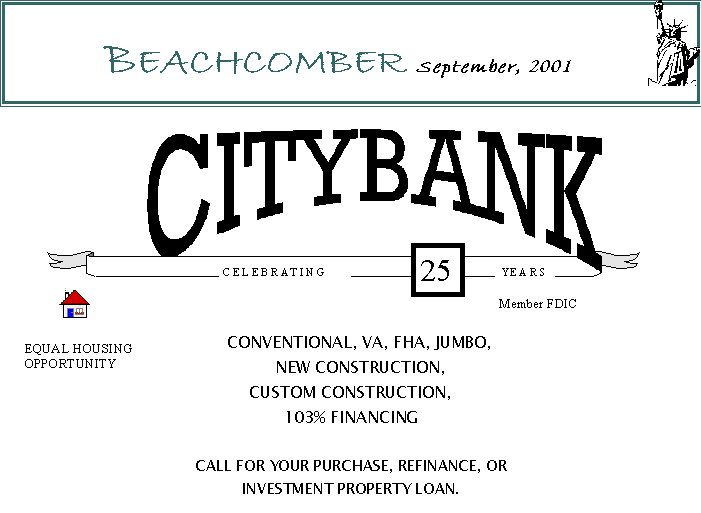 BEACHCOMBER September, 2001
CITYBANK
CELEBRATING 25 YEARS
Member FDIC
EQUAL HOUSING
OPPORTUNITY
CONVENTIONAL, VA, FHA, JUMBO,
NEW CONSTRUCTION,
CUSTOM CONSTRUCTION,
103% FINANCING
CALL FOR YOUR PURCHASE, REFINANCE, OR
INVESTMENT PROPERTY LOAN.